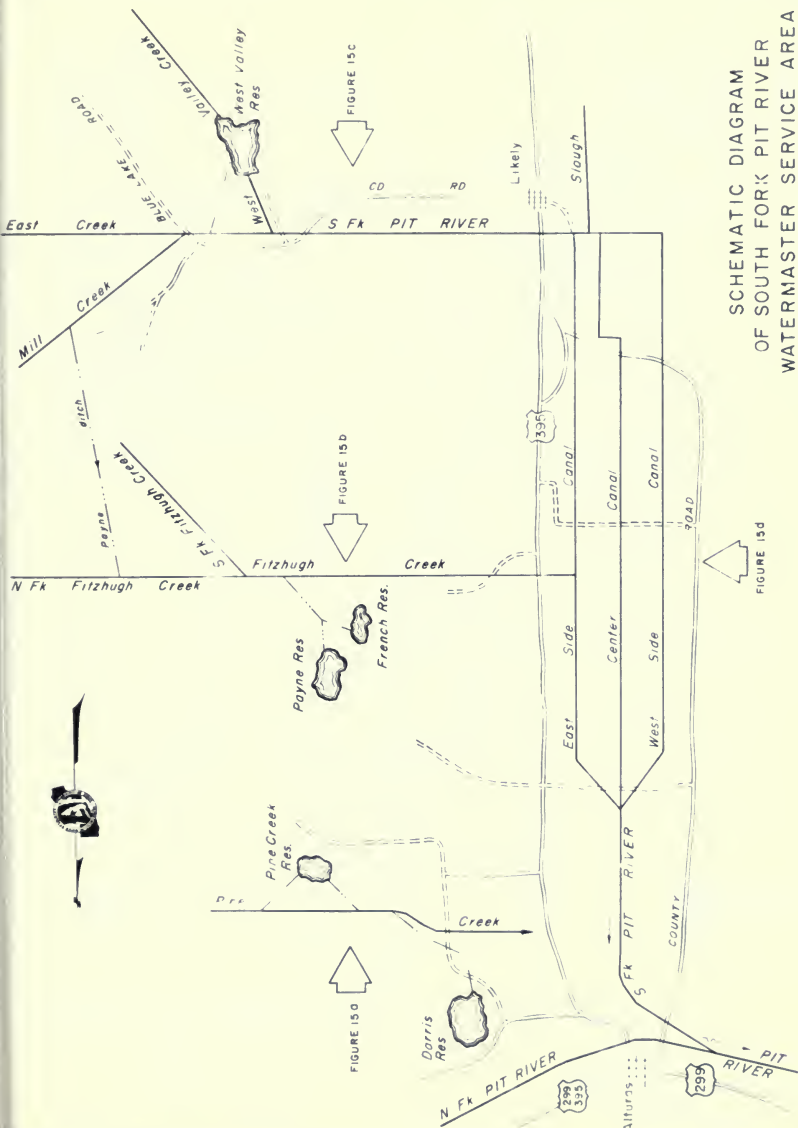 SCHEMATIC DIAGRAM
OF SOUTH FORK PIT RIVER
WATERMASTER SERVICE AREA
East Creek
BLUE LAKE ROAD
Valley Creek
West Valley
Res
West
FIGURE 15C
CD RD
S Fk PIT RIVER
Likely
Slough
Mill Creek
Payne ditch
S Fk Fitzhugh Creek
N Fk Fitzhugh Creek
Fitzhugh Creek
FIGURE 15b
French Res.
Payne Res
395
East Side Canal
Center Canal
West Side Canal
ROAD
FIGURE 15d
Pine Creek
Res.
Creek
FIGURE 15a
Dorris
Res
S Fk PIT RIVER
COUNTY
N Fk PIT RIVER
299
395
Alturas
299
PIT
RIVER